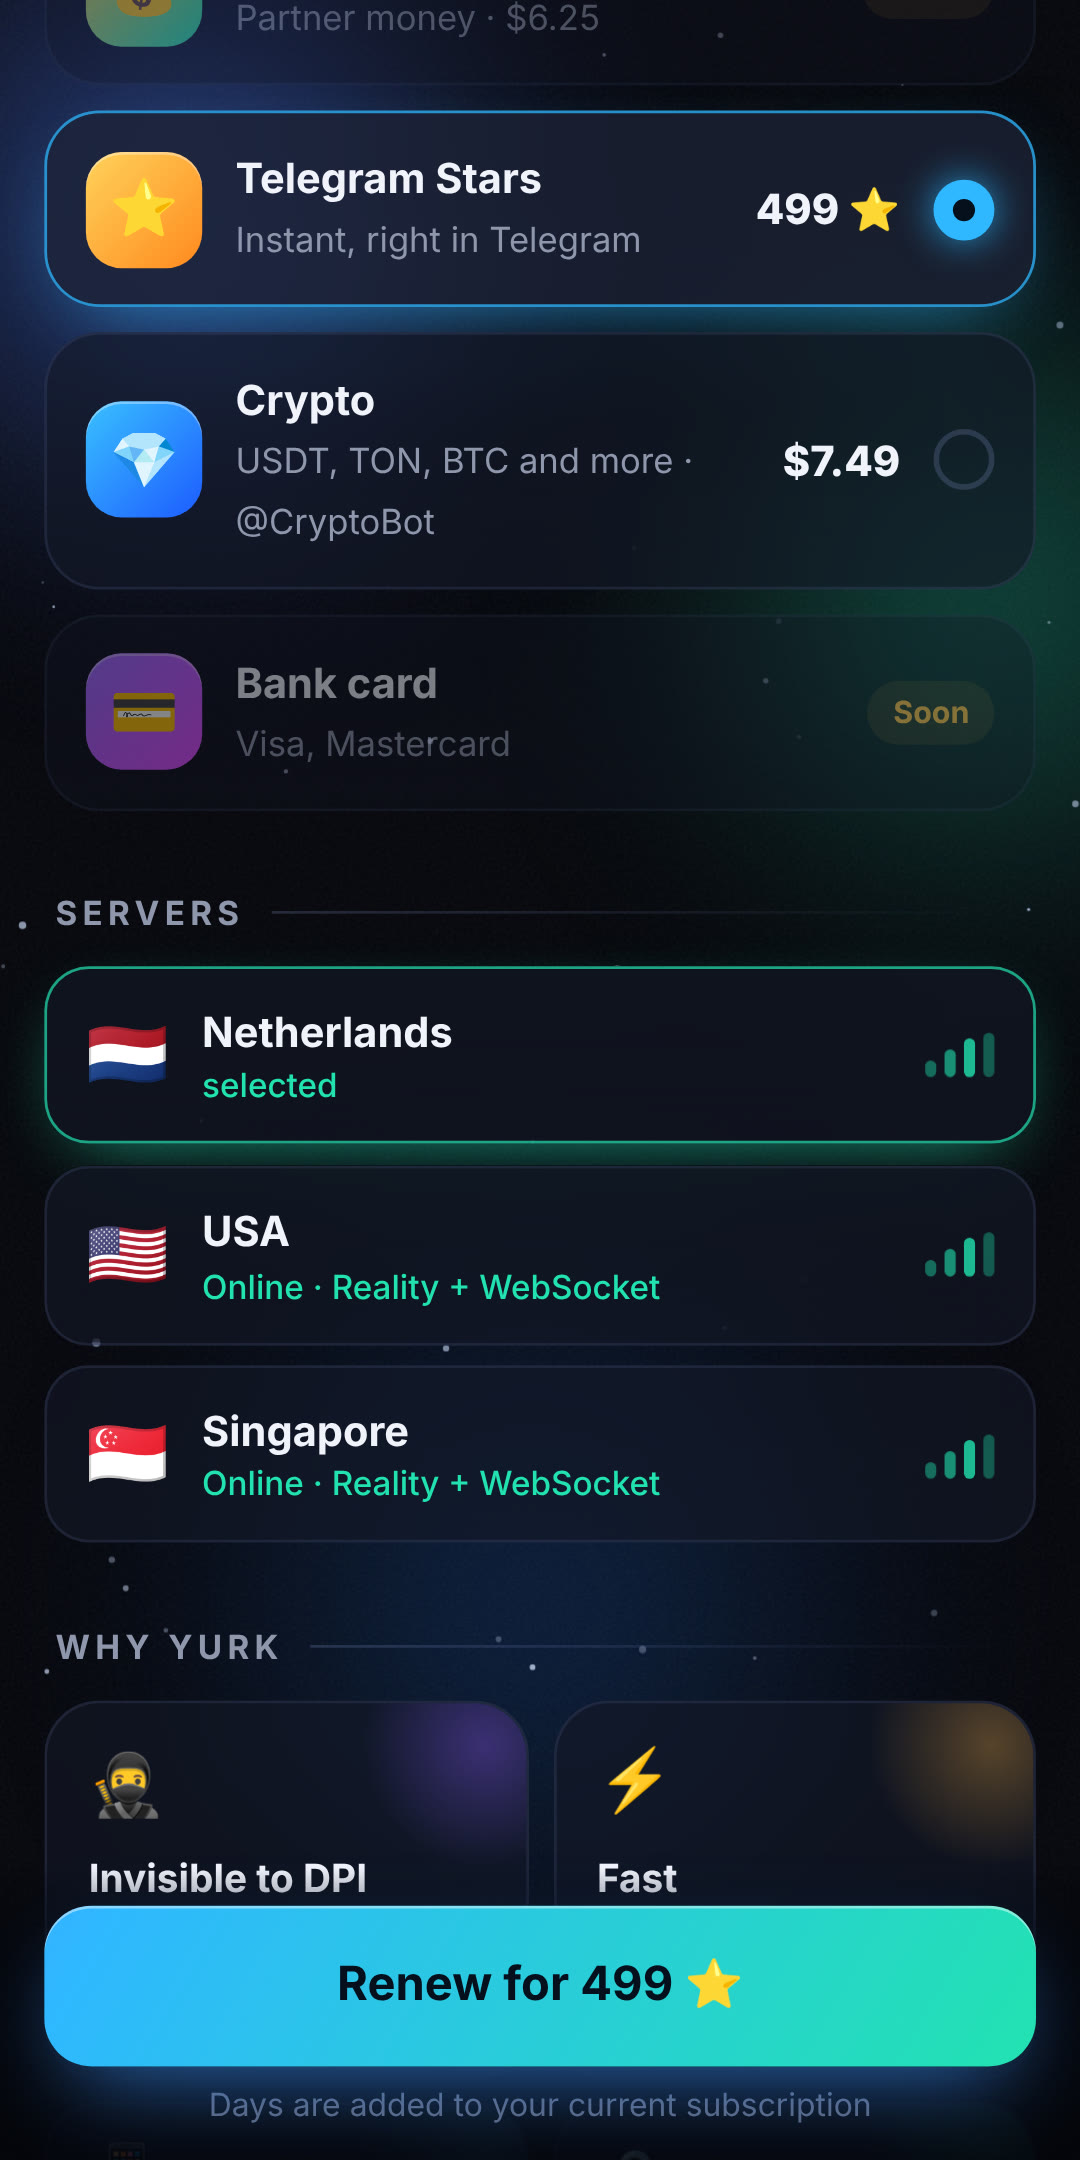 Partner money · $6.25
Telegram Stars
Instant, right in Telegram
499
Crypto
USDT, TON, BTC and more ·
@CryptoBot
$7.49
Bank card
Visa, Mastercard
Soon
SERVERS
Netherlands
selected
USA
Online · Reality + WebSocket
Singapore
Online · Reality + WebSocket
WHY YURK
Invisible to DPI
Fast
Renew for 499
Days are added to your current subscription